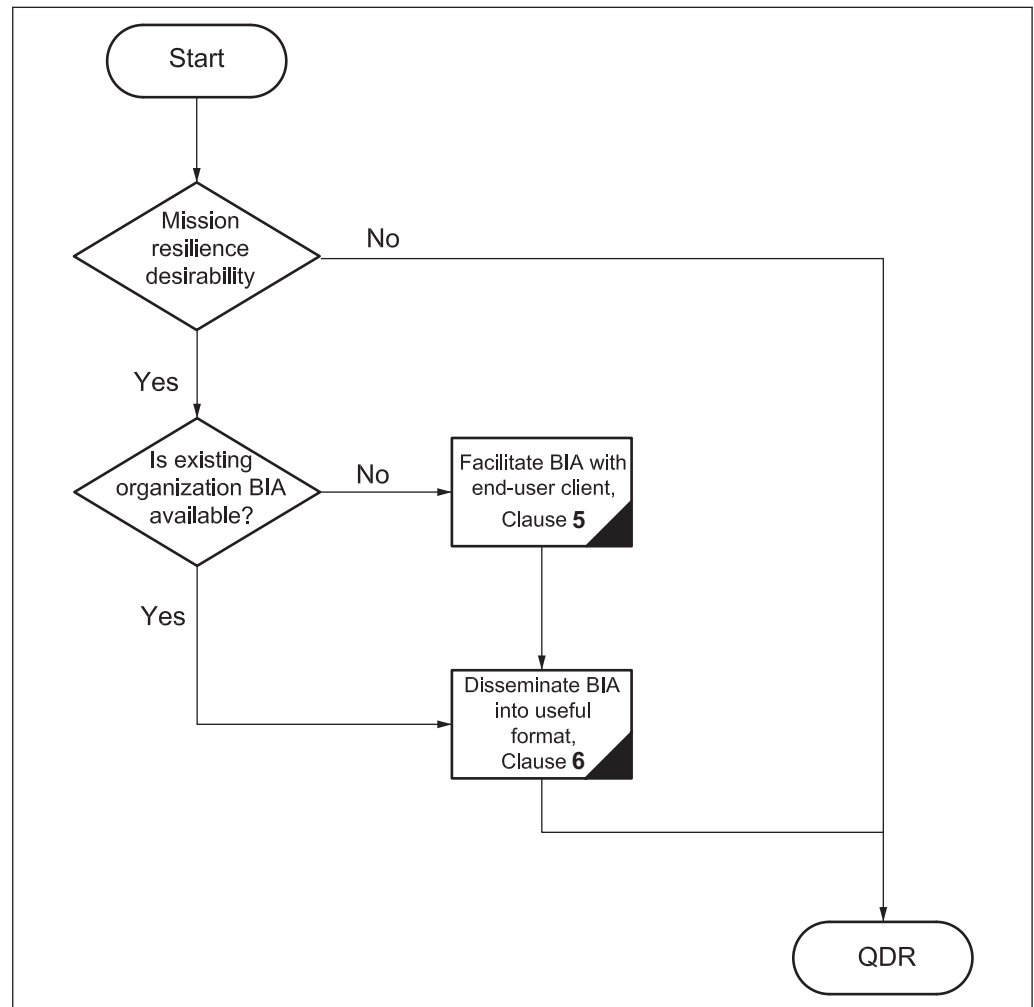 Start
Mission
resilience
desirability
No
Yes
Is existing
organization BIA
available?
No
Facilitate BIA with
end-user client,
Clause 5
Yes
Disseminate BIA
into useful
format,
Clause 6
QDR